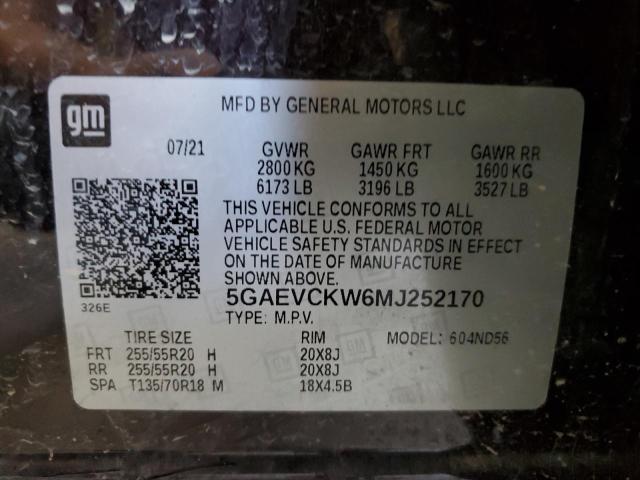 gm
MFD BY GENERAL MOTORS LLC
07/21 GVWR GAWR FRT GAWR RR
2800 KG 1450 KG 1600 KG
6173 LB 3196 LB 3527 LB
THIS VEHICLE CONFORMS TO ALL
APPLICABLE U.S. FEDERAL MOTOR
VEHICLE SAFETY STANDARDS IN EFFECT
ON THE DATE OF MANUFACTURE
SHOWN ABOVE.
326E
5GAEVCKW6MJ252170
TYPE: M.P.V.
TIRE SIZE RIM MODEL: 604ND56
FRT 255/55R20 H 20X8J
RR 255/55R20 H 20X8J
SPA T135/70R18 M 18X4.5B